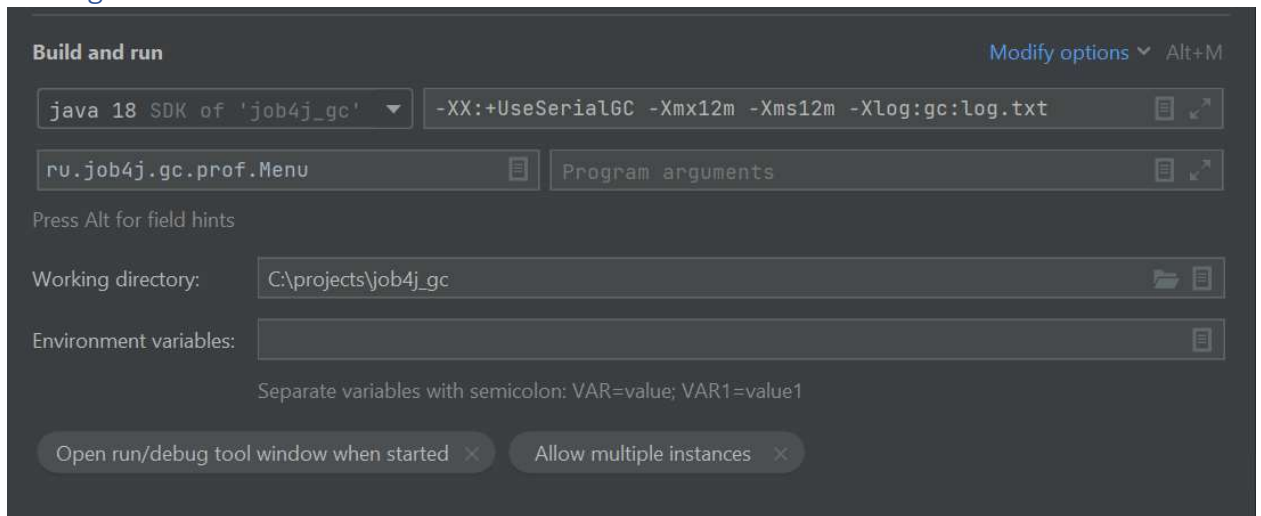 Build and run
Modify options Alt+M
java 18 SDK of 'job4j_gc' -XX:+UseSerialGC -Xmx12m -Xms12m -Xlog:gc:log.txt
ru.job4j.gc.prof.Menu Program arguments
Press Alt for field hints
Working directory: C:\projects\job4j_gc
Environment variables:
Separate variables with semicolon: VAR=value; VAR1=value1
Open run/debug tool window when started × Allow multiple instances ×